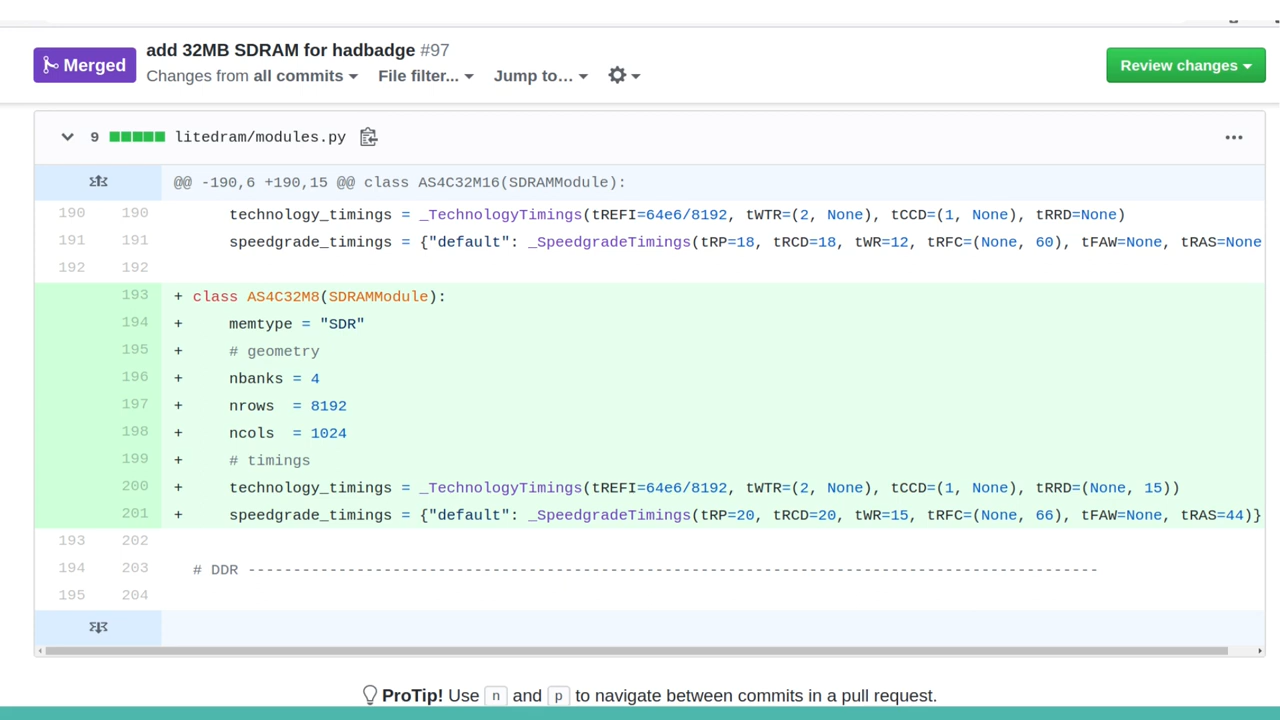 Merged
add 32MB SDRAM for hadbadge #97
Changes from all commits File filter... Jump to...
Review changes
9 litedram/modules.py
@@ -190,6 +190,15 @@ class AS4C32M16(SDRAMModule):
190 190 technology_timings = _TechnologyTimings(tREFI=64e6/8192, tWTR=(2, None), tCCD=(1, None), tRRD=None)
191 191 speedgrade_timings = {"default": _SpeedgradeTimings(tRP=18, tRCD=18, tWR=12, tRFC=(None, 60), tFAW=None, tRAS=None
192 192
193 + class AS4C32M8(SDRAMModule):
194 + memtype = "SDR"
195 + # geometry
196 + nbanks = 4
197 + nrows = 8192
198 + ncols = 1024
199 + # timings
200 + technology_timings = _TechnologyTimings(tREFI=64e6/8192, tWTR=(2, None), tCCD=(1, None), tRRD=(None, 15))
201 + speedgrade_timings = {"default": _SpeedgradeTimings(tRP=20, tRCD=20, tWR=15, tRFC=(None, 66), tFAW=None, tRAS=44)}
193 202
194 203 # DDR ----------------------------------------------------------------------------------------------
195 204
ProTip! Use n and p to navigate between commits in a pull request.